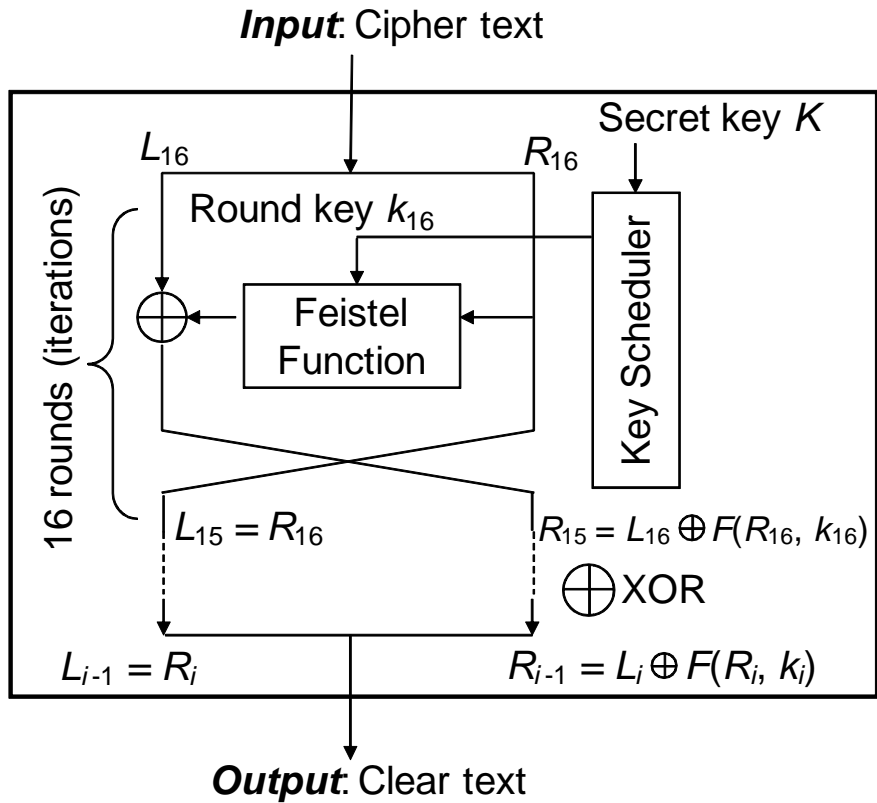 Input: Cipher text
Secret key K
L16
R16
Round key k16
16 rounds (iterations)
Feistel
Function
Key Scheduler
L15 = R16
R15 = L16 ⊕ F(R16, k16)
⊕ XOR
Li-1 = Ri
Ri-1 = Li ⊕ F(Ri, ki)
Output: Clear text